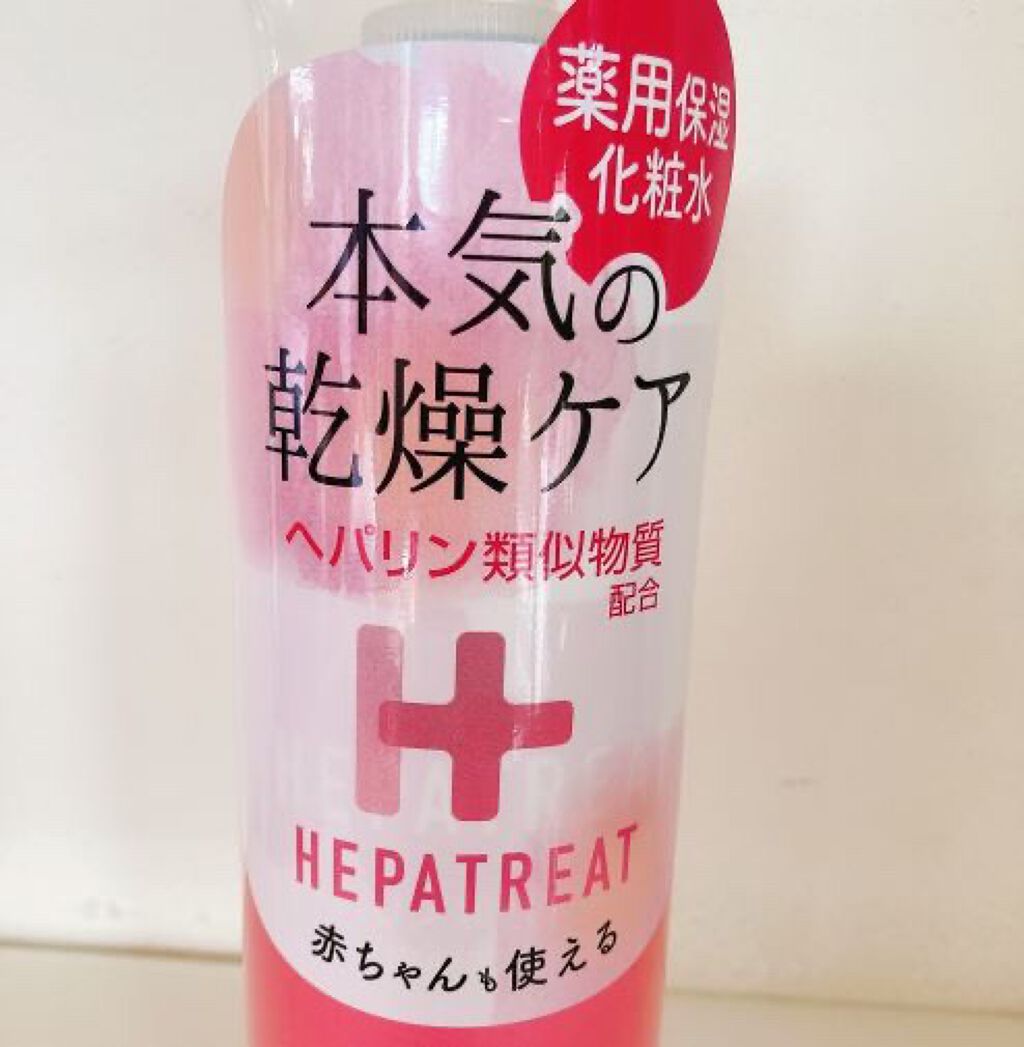 薬用保湿
化粧水
本気の
乾燥ケア
ヘパリン類似物質
配合
HEPATREAT
赤ちゃんも使える